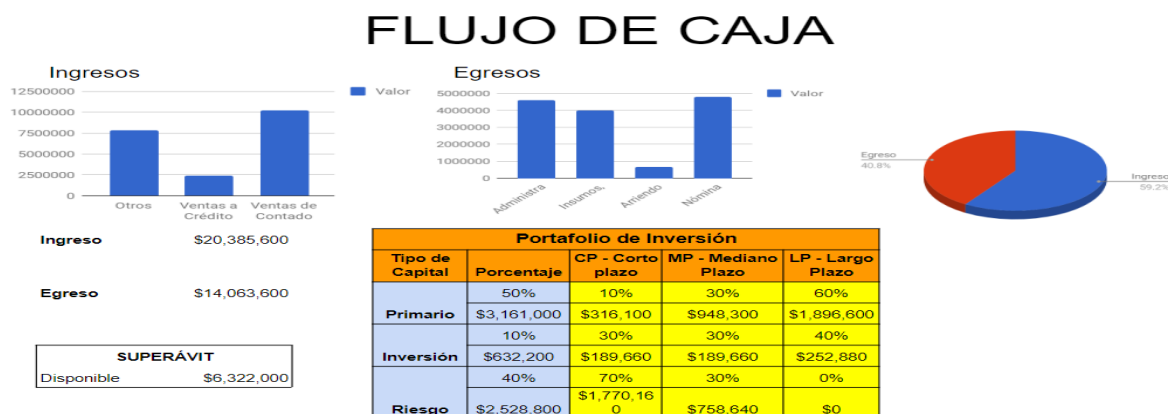 FLUJO DE CAJA
Ingresos
12500000
10000000
7500000
5000000
2500000
0
Otros
Ventas a
Crédito
Ventas de
Contado
Valor
Egresos
5000000
4000000
3000000
2000000
1000000
0
Administra
Insumos,
Arriendo
Nómina
Valor
Egreso
40.8%
Ingreso
59.2%
Ingreso $20,385,600
Egreso $14,063,600
SUPERÁVIT
Disponible $6,322,000
Portafolio de Inversión
Tipo de Capital Porcentaje CP - Corto plazo MP - Mediano Plazo LP - Largo Plazo
50% 10% 30% 60%
Primario $3,161,000 $316,100 $948,300 $1,896,600
10% 30% 30% 40%
Inversión $632,200 $189,660 $189,660 $252,880
40% 70% 30% 0%
Riesgo $2,528,800 $1,770,160 $758,640 $0